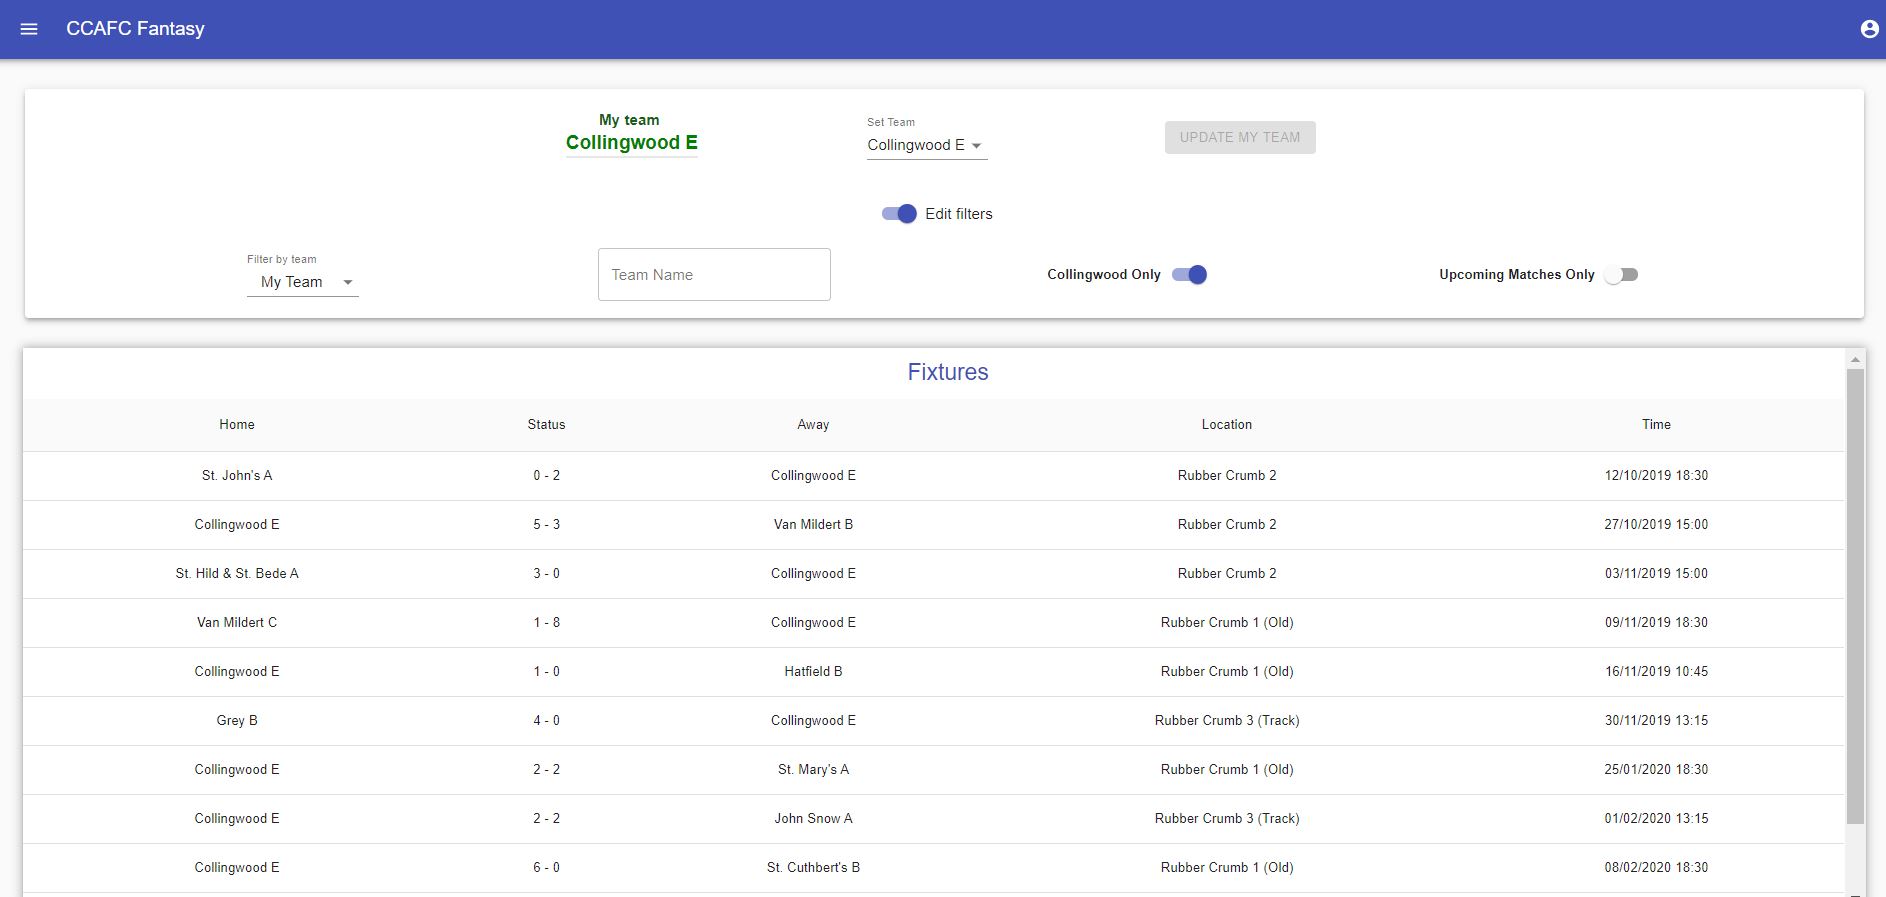 CCAFC Fantasy
My team
Collingwood E
Set Team
Collingwood E
UPDATE MY TEAM
Edit filters
Filter by team
My Team
Team Name
Collingwood Only
Upcoming Matches Only
Fixtures
Home Status Away Location Time
St. John's A 0 - 2 Collingwood E Rubber Crumb 2 12/10/2019 18:30
Collingwood E 5 - 3 Van Mildert B Rubber Crumb 2 27/10/2019 15:00
St. Hild & St. Bede A 3 - 0 Collingwood E Rubber Crumb 2 03/11/2019 15:00
Van Mildert C 1 - 8 Collingwood E Rubber Crumb 1 (Old) 09/11/2019 18:30
Collingwood E 1 - 0 Hatfield B Rubber Crumb 1 (Old) 16/11/2019 10:45
Grey B 4 - 0 Collingwood E Rubber Crumb 3 (Track) 30/11/2019 13:15
Collingwood E 2 - 2 St. Mary's A Rubber Crumb 1 (Old) 25/01/2020 18:30
Collingwood E 2 - 2 John Snow A Rubber Crumb 3 (Track) 01/02/2020 13:15
Collingwood E 6 - 0 St. Cuthbert's B Rubber Crumb 1 (Old) 08/02/2020 18:30